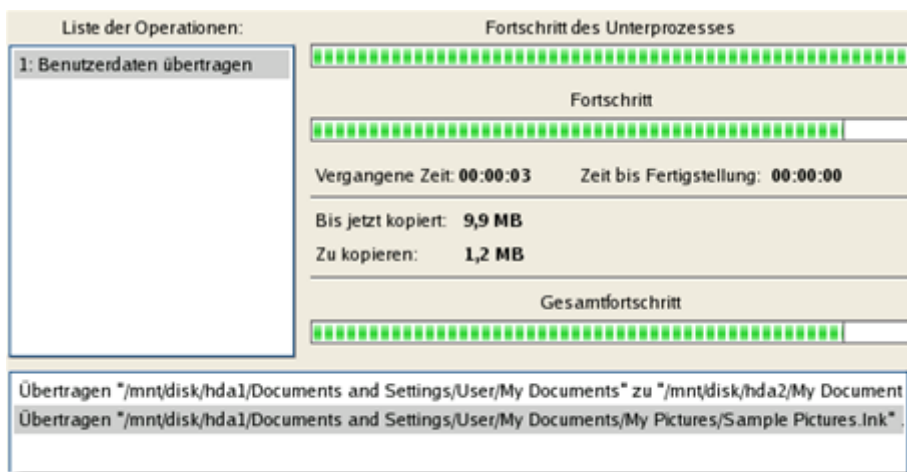 Liste der Operationen:
1: Benutzerdaten übertragen
Fortschritt des Unterprozesses
Fortschritt
Vergangene Zeit: 00:00:03 Zeit bis Fertigstellung: 00:00:00
Bis jetzt kopiert: 9,9 MB
Zu kopieren: 1,2 MB
Gesamtfortschritt
Übertragen "/mnt/disk/hda1/Documents and Settings/User/My Documents" zu "/mnt/disk/hda2/My Document
Übertragen "/mnt/disk/hda1/Documents and Settings/User/My Documents/My Pictures/Sample Pictures.lnk" .